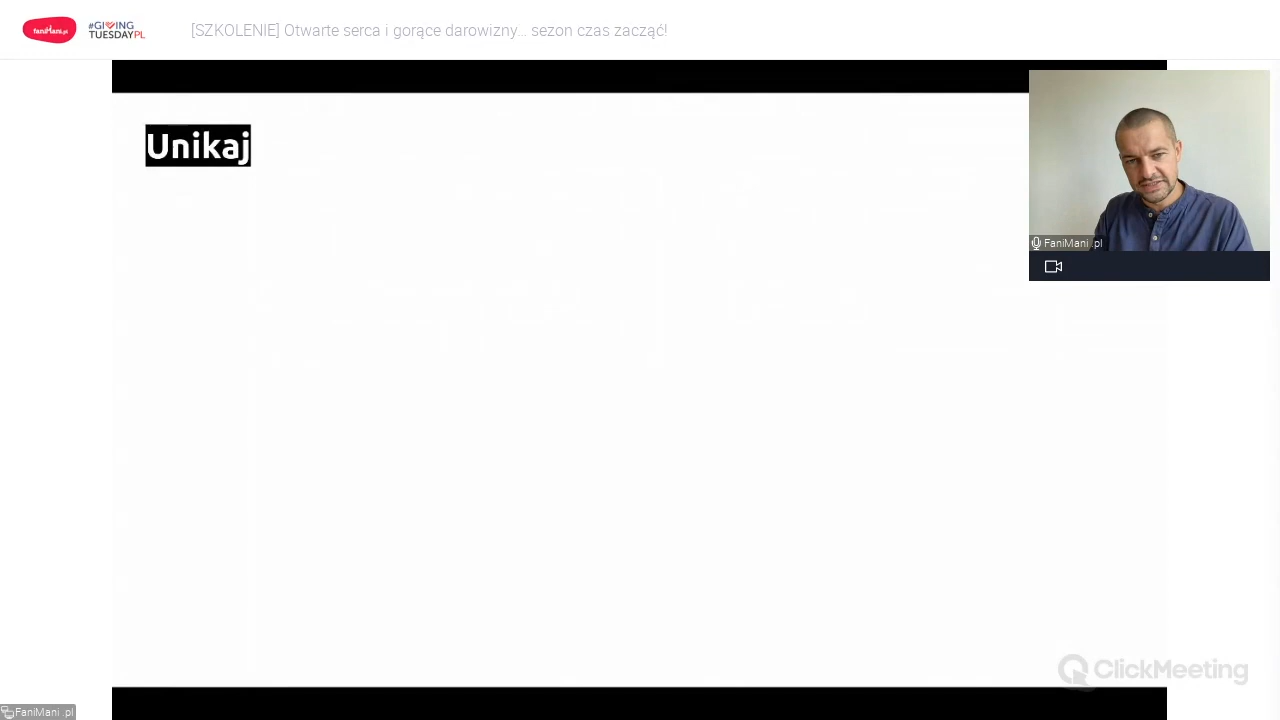 faniMani.pl
#GIVING
TUESDAYPL
[SZKOLENIE] Otwarte serca i gorące darowizny... sezon czas zacząć!
Unikaj
FaniMani .pl
ClickMeeting
FaniMani .pl